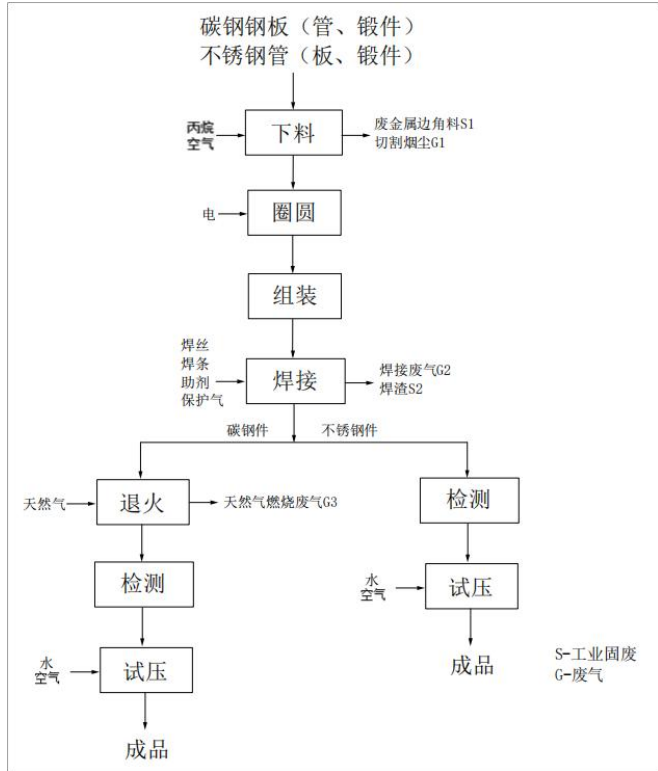 碳钢钢板（管、锻件）
不锈钢管（板、锻件）
丙烷
空气
下料
废金属边角料S1
切割烟尘G1
电
圈圆
组装
焊丝
焊条
助剂
保护气
焊接
焊接废气G2
焊渣S2
碳钢件
不锈钢件
天然气
退火
天然气燃烧废气G3
检测
检测
水
空气
试压
水
空气
试压
成品
成品
S-工业固废
G-废气